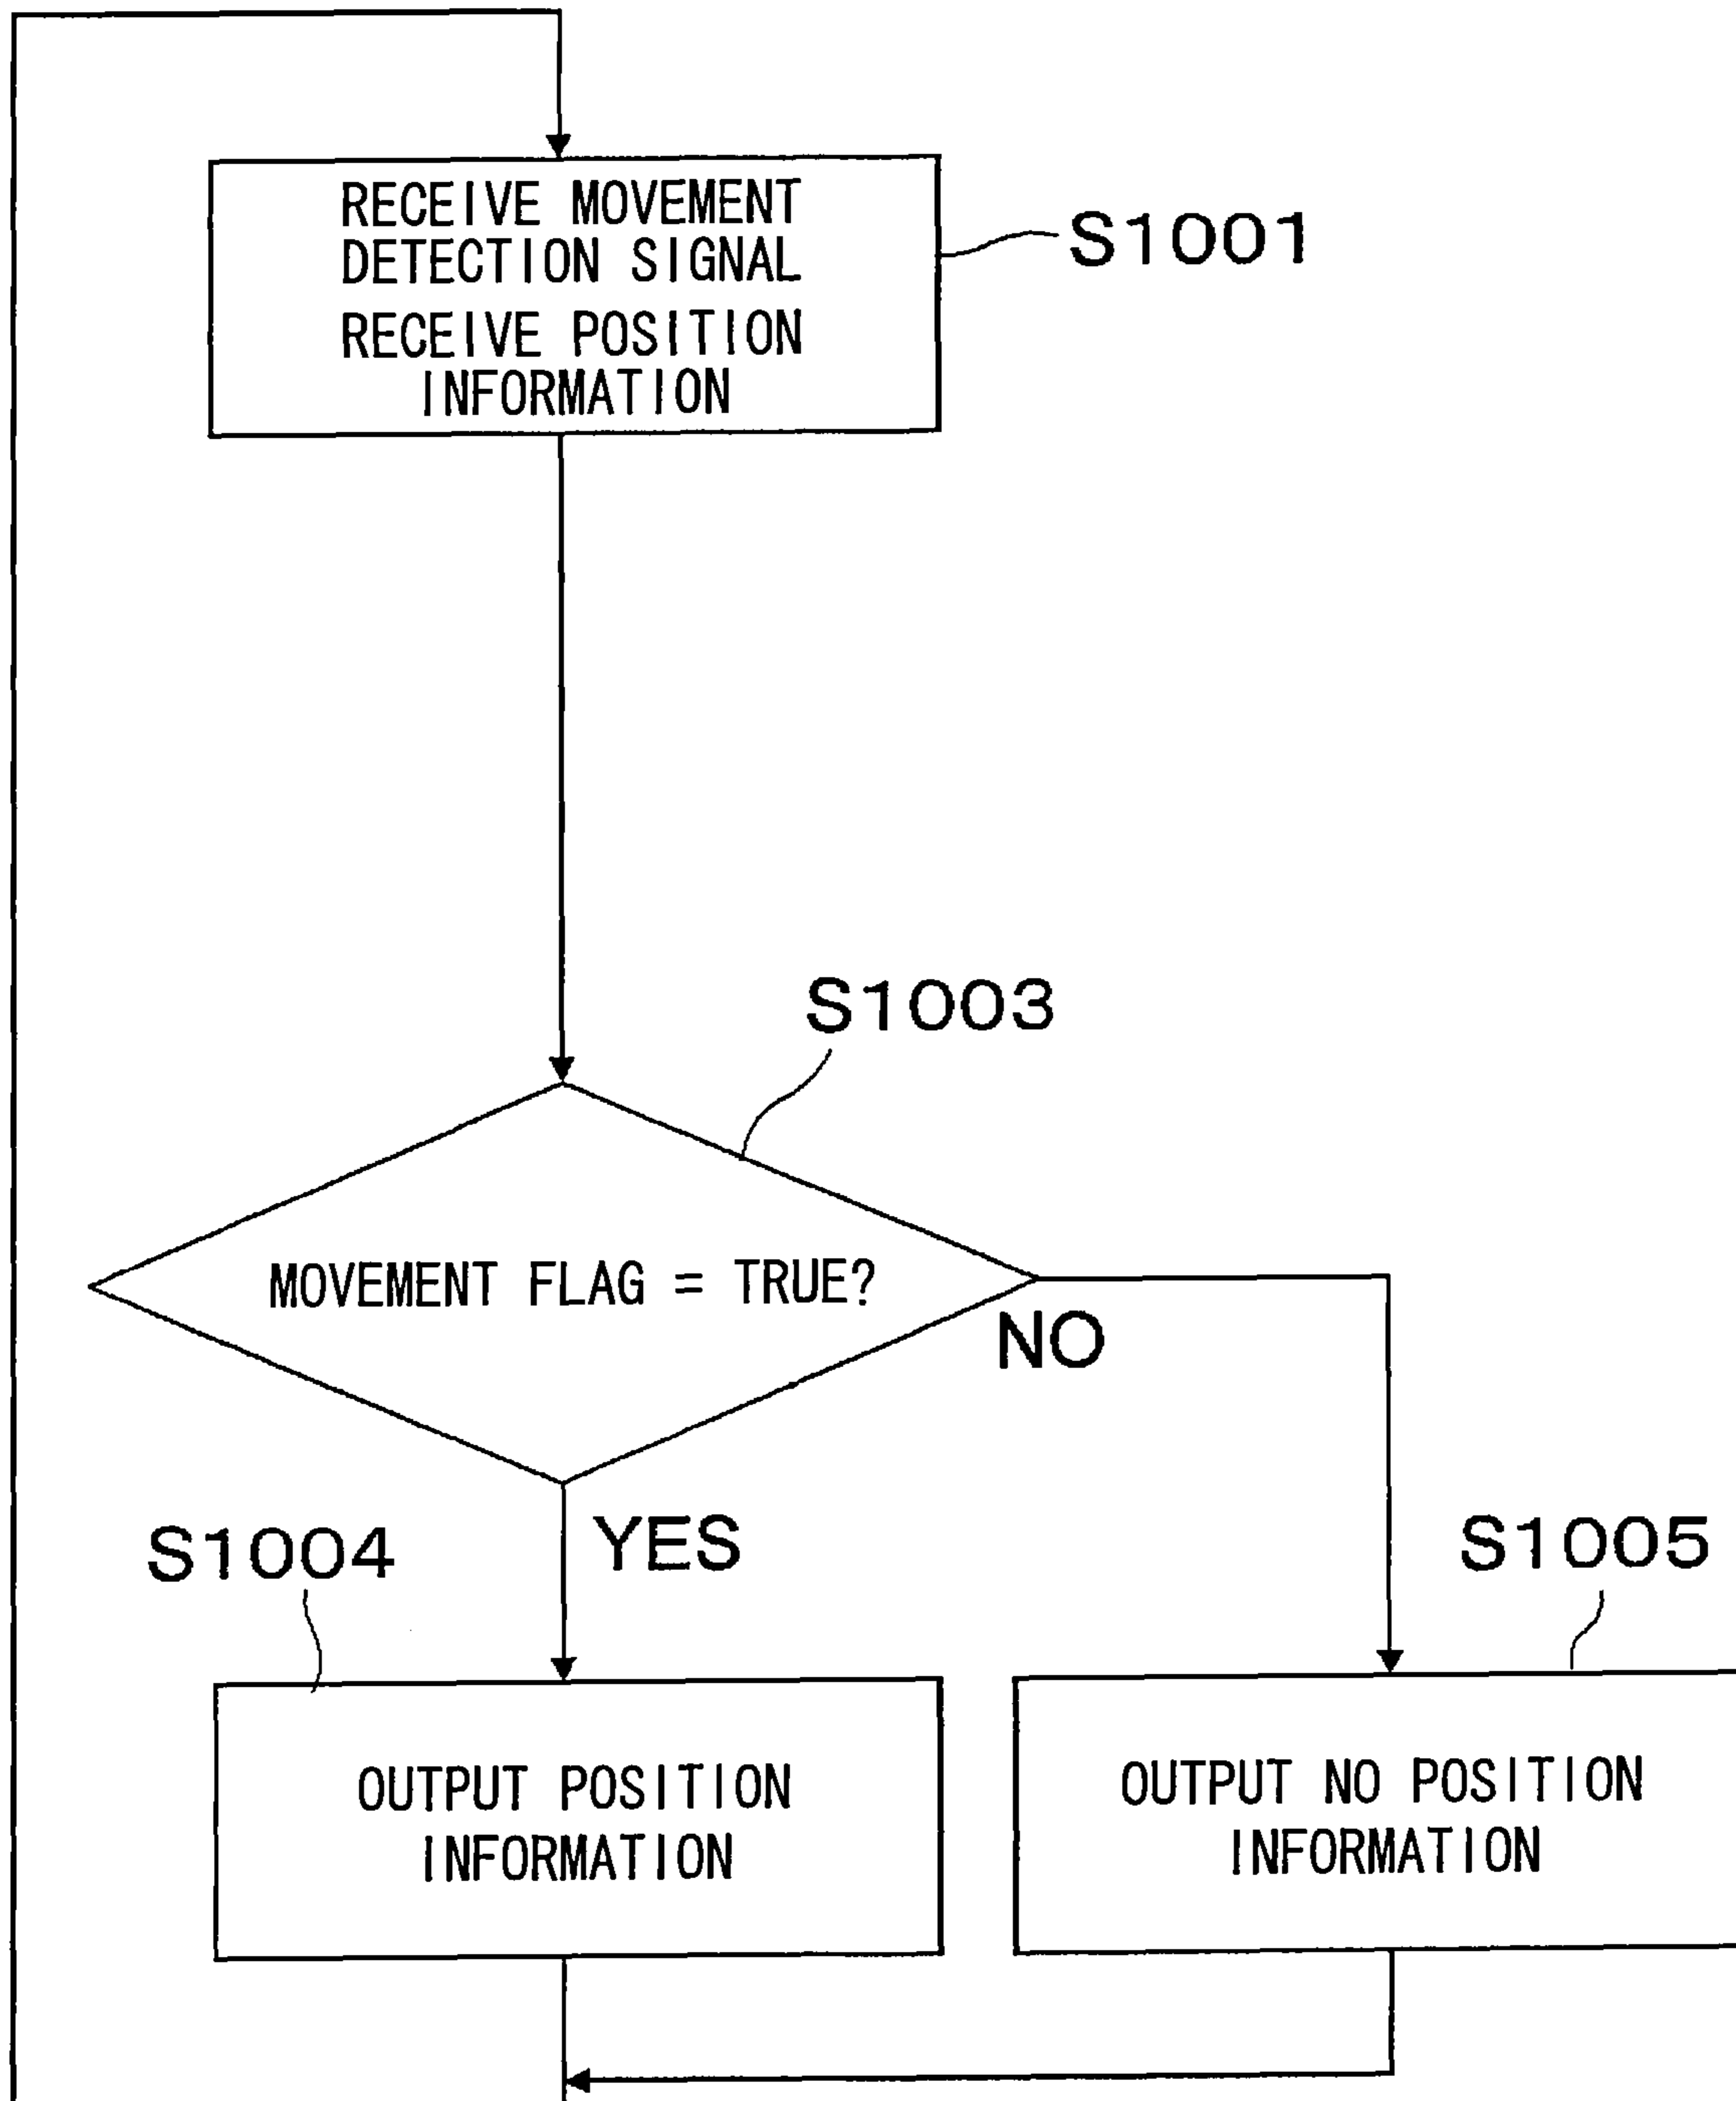 RECEIVE MOVEMENT
DETECTION SIGNAL
RECEIVE POSITION
INFORMATION
S1001
S1003
MOVEMENT FLAG = TRUE?
NO
YES
S1004
S1005
OUTPUT POSITION
INFORMATION
OUTPUT NO POSITION
INFORMATION